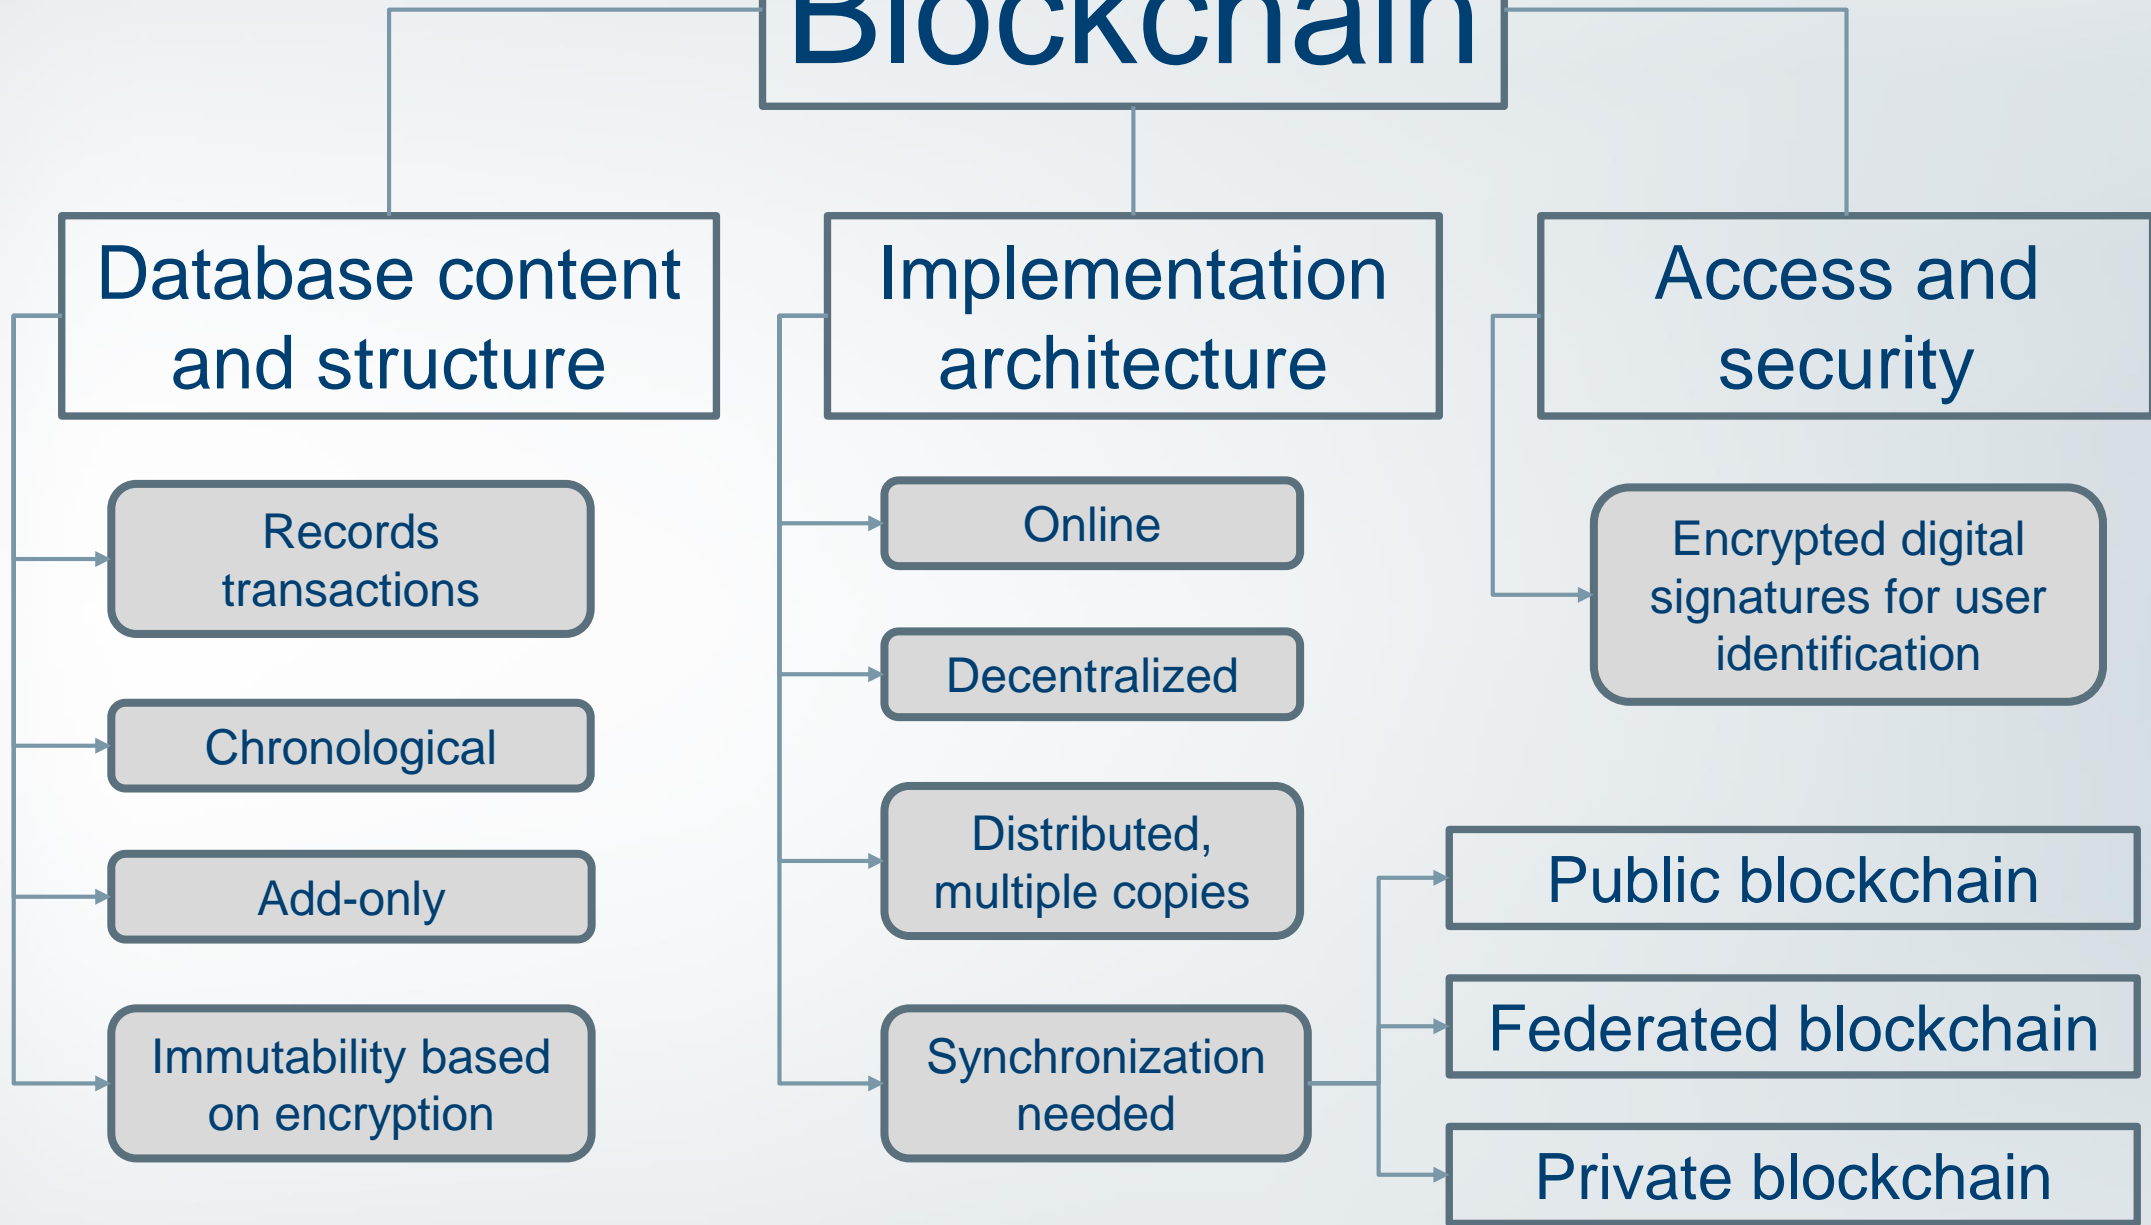 Blockchain
Database content
and structure
Implementation
architecture
Access and
security
Records
transactions
Chronological
Add-only
Immutability based
on encryption
Online
Decentralized
Distributed,
multiple copies
Synchronization
needed
Encrypted digital
signatures for user
identification
Public blockchain
Federated blockchain
Private blockchain